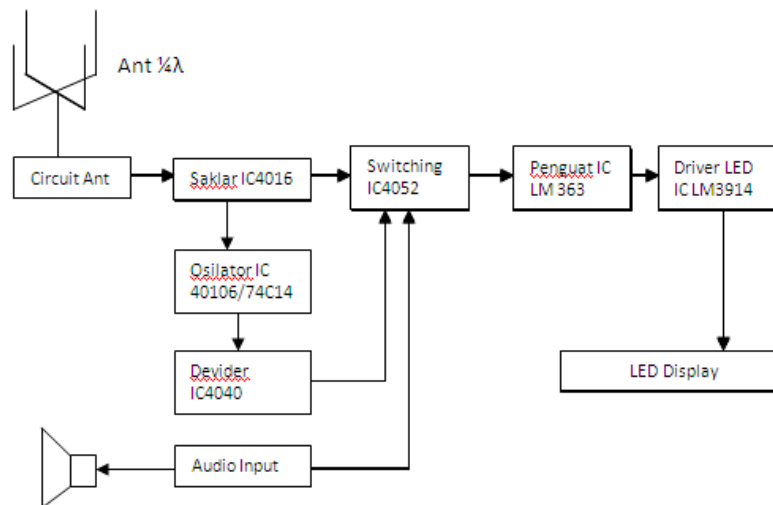 Ant ¼λ
Circuit Ant
Saklar IC4016
Switching
IC4052
Penguat IC
LM 363
Driver LED
IC LM3914
Osilator IC
40106/74C14
Devider
IC4040
LED Display
Audio Input